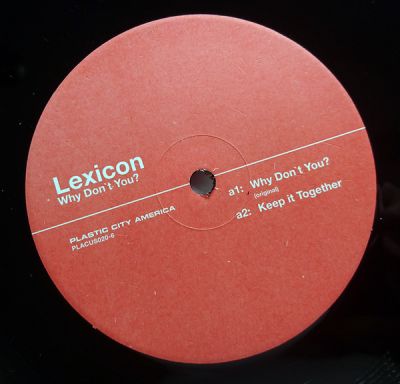 Lexicon
Why Don't You?
PLASTIC CITY AMERICA
PLACUS020-6
a1: Why Don't You?
(original)
a2: Keep it Together